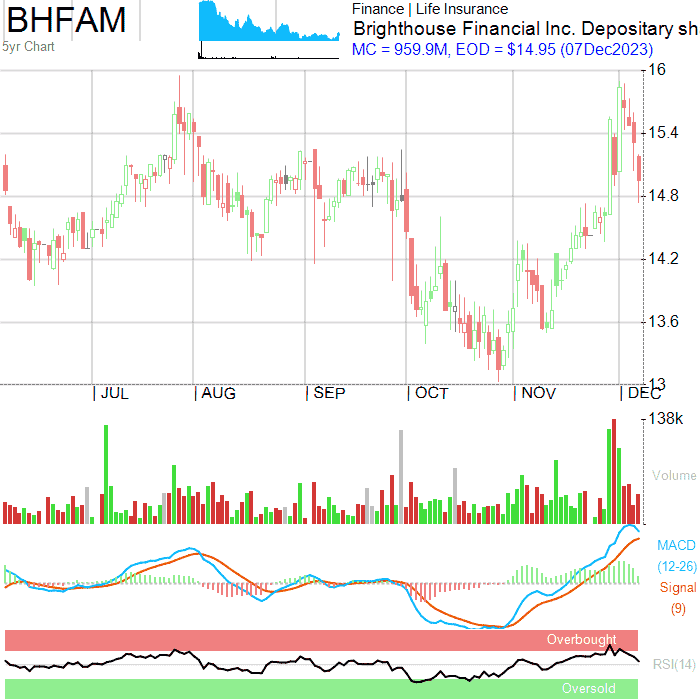 BHFAM
5yr Chart
Finance | Life Insurance
Brighthouse Financial Inc. Depositary sh
MC = 959.9M, EOD = $14.95 (07Dec2023)
16
15.4
14.8
14.2
13.6
13
JUL AUG SEP OCT NOV DEC
138k
Volume
MACD
(12-26)
Signal
(9)
Overbought
RSI(14)
Oversold